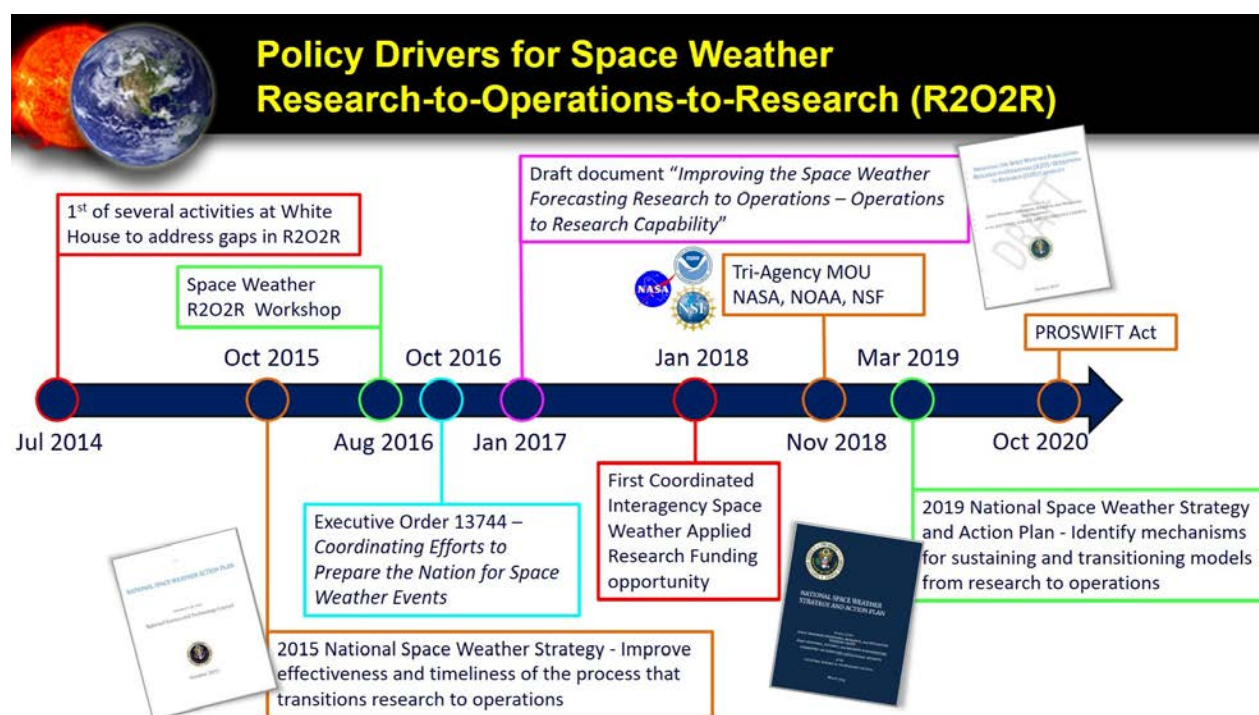 Policy Drivers for Space Weather
Research-to-Operations-to-Research (R2O2R)
1st of several activities at White
House to address gaps in R2O2R
Space Weather
R2O2R Workshop
Draft document “Improving the Space Weather
Forecasting Research to Operations – Operations
to Research Capability”
DRAFT
NASA
NSF
Tri-Agency MOU
NASA, NOAA, NSF
PROSWIFT Act
Oct 2015
Oct 2016
Jan 2018
Mar 2019
Jul 2014
Aug 2016
Jan 2017
Nov 2018
Oct 2020
Executive Order 13744 –
Coordinating Efforts to
Prepare the Nation for Space
Weather Events
First Coordinated
Interagency Space
Weather Applied
Research Funding
opportunity
2019 National Space Weather Strategy
and Action Plan - Identify mechanisms
for sustaining and transitioning models
from research to operations
2015 National Space Weather Strategy - Improve
effectiveness and timeliness of the process that
transitions research to operations
NATIONAL SPACE WEATHER ACTION PLAN
National Science and Technology Council
NATIONAL SPACE WEATHER
STRATEGY AND ACTION PLAN